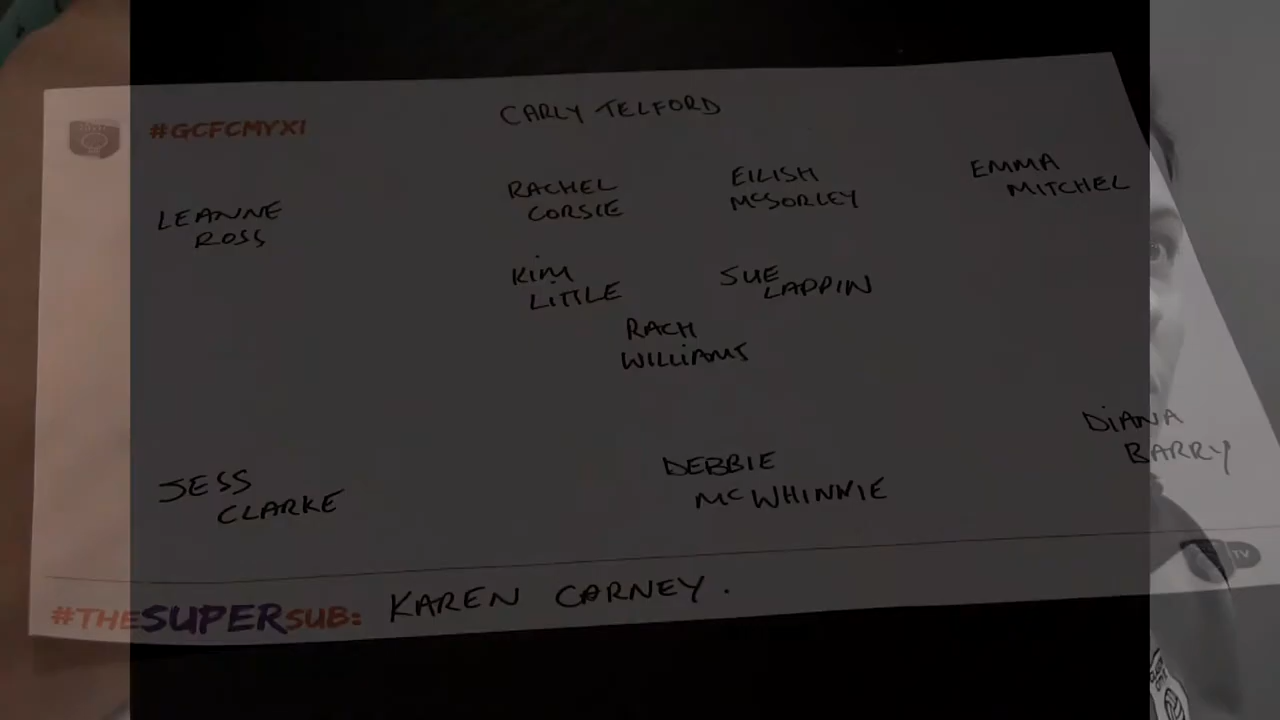 #GCFCMYXI
CARLY TELFORD
LEANNE
ROSS
RACHEL
CORSIE
EILISH
McSORLEY
EMMA
MITCHEL
KIM
LITTLE
SUE
LAPPIN
RACH
WILLIAMS
JESS
CLARKE
DEBBIE
McWHINNIE
DIANA
BARRY
#THESUPERSUB: KAREN CARNEY.
TV